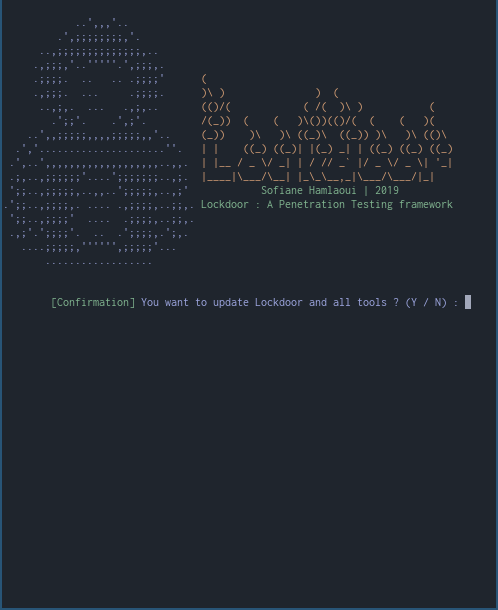 Sofiane Hamlaoui | 2019
Lockdoor : A Penetration Testing framework
[Confirmation] You want to update Lockdoor and all tools ? (Y / N) :